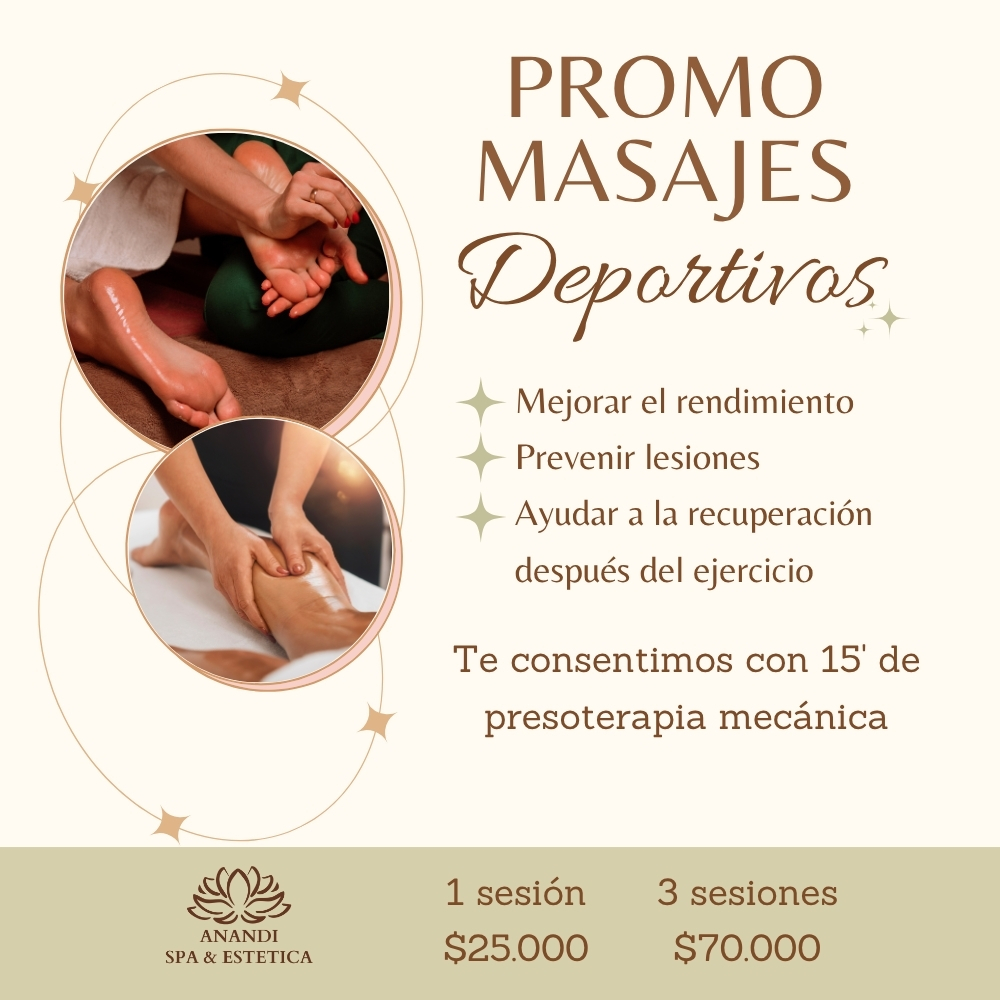 PROMO
MASAJES
Deportivos
Mejorar el rendimiento
Prevenir lesiones
Ayudar a la recuperación
después del ejercicio
Te consentimos con 15' de
presoterapia mecánica
ANANDI
SPA & ESTETICA
1 sesión
$25.000
3 sesiones
$70.000